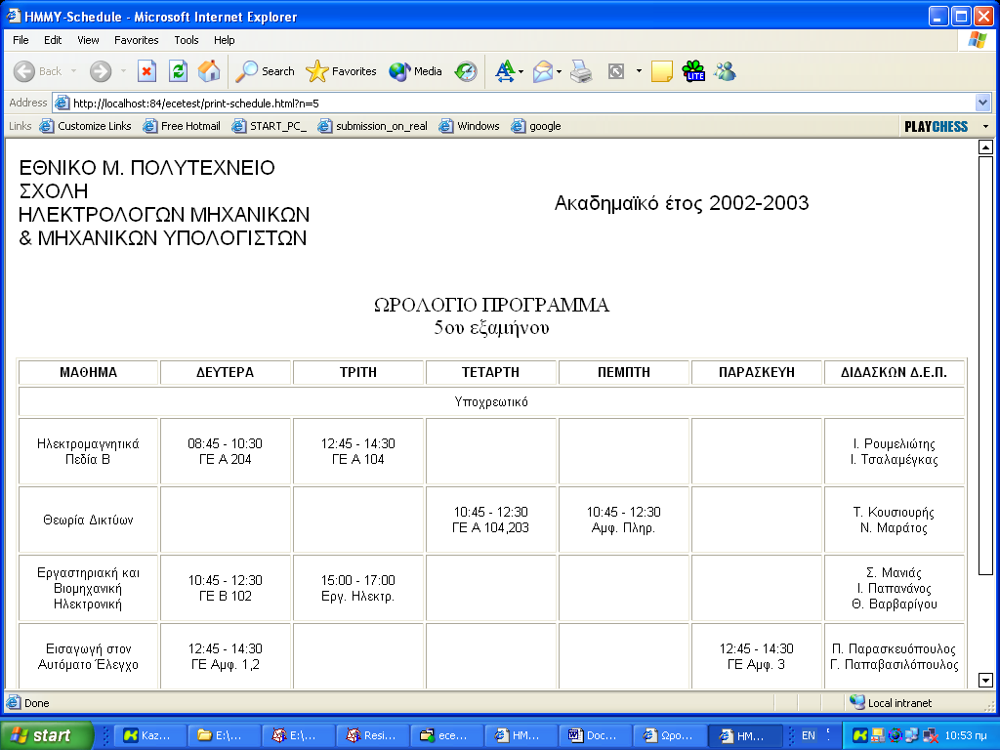 HMMY-Schedule - Microsoft Internet Explorer
File Edit View Favorites Tools Help
Back Search Favorites Media LITE
Address http://localhost:84/ecetest/print-schedule.html?n=5
Links Customize Links Free Hotmail START_PC_ submission_on_real Windows google PLAYCHESS
ΕΘΝΙΚΟ Μ. ΠΟΛΥΤΕΧΝΕΙΟ
ΣΧΟΛΗ
ΗΛΕΚΤΡΟΛΟΓΩΝ ΜΗΧΑΝΙΚΩΝ
& ΜΗΧΑΝΙΚΩΝ ΥΠΟΛΟΓΙΣΤΩΝ
Ακαδημαϊκό έτος 2002-2003
ΩΡΟΛΟΓΙΟ ΠΡΟΓΡΑΜΜΑ
5ου εξαμήνου
ΜΑΘΗΜΑ ΔΕΥΤΕΡΑ ΤΡΙΤΗ ΤΕΤΑΡΤΗ ΠΕΜΠΤΗ ΠΑΡΑΣΚΕΥΗ ΔΙΔΑΣΚΩΝ Δ.Ε.Π.
Υποχρεωτικό
Ηλεκτρομαγνητικά
Πεδία Β
08:45 - 10:30
ΓΕ Α 204
12:45 - 14:30
ΓΕ Α 104
Ι. Ρουμελιώτης
Ι. Τσαλαμέγκας
Θεωρία Δικτύων
10:45 - 12:30
ΓΕ Α 104,203
10:45 - 12:30
Αμφ. Πληρ.
Τ. Κουσιουρής
Ν. Μαράτος
Εργαστηριακή και
Βιομηχανική
Ηλεκτρονική
10:45 - 12:30
ΓΕ Β 102
15:00 - 17:00
Εργ. Ηλεκτρ.
Σ. Μανιάς
Ι. Παπανάνος
Θ. Βαρβαρίγου
Εισαγωγή στον
Αυτόματο Έλεγχο
12:45 - 14:30
ΓΕ Αμφ. 1,2
12:45 - 14:30
ΓΕ Αμφ. 3
Π. Παρασκευόπουλος
Γ. Παπαβασιλόπουλος
Done Local intranet
start Kaz... E:\... E:\... Resi... ece... HM... Doc... Ωρο... HM... EN 10:53 πμ